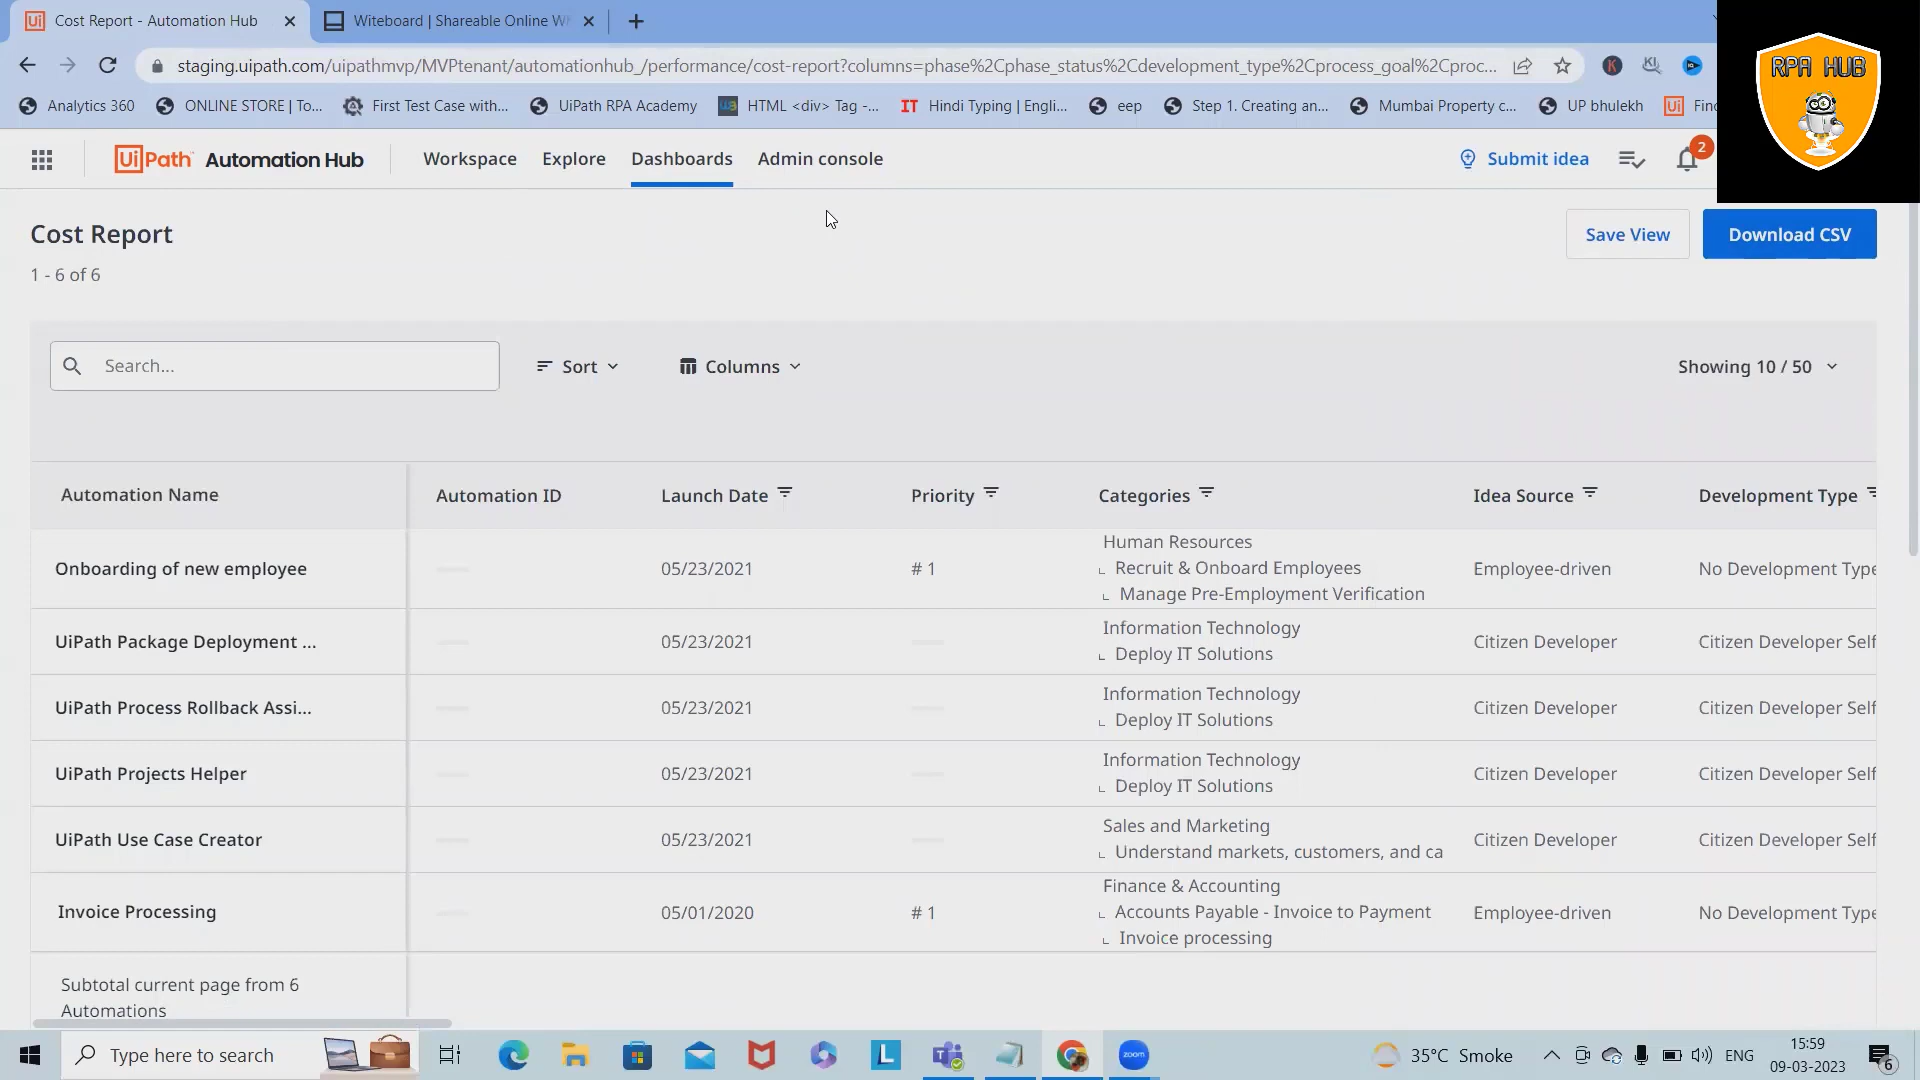 Cost Report - Automation Hub
Witeboard | Shareable Online W
staging.uipath.com/uipathmvp/MVPtenant/automationhub_/performance/cost-report?columns=phase%2Cphase_status%2Cdevelopment_type%2Cprocess_goal%2Cproc...
Analytics 360
ONLINE STORE | To...
First Test Case with...
UiPath RPA Academy
HTML <div> Tag -...
IT Hindi Typing | Engli...
eep
Step 1. Creating an...
Mumbai Property c...
UP bhulekh
Ui
RPA HUB
UiPath Automation Hub
Workspace
Explore
Dashboards
Admin console
Submit idea
2
Cost Report
Save View
Download CSV
1 - 6 of 6
Search...
Sort
Columns
Showing 10 / 50
Automation Name Automation ID Launch Date Priority Categories Idea Source Development Type
Onboarding of new employee 05/23/2021 # 1 Human Resources
Recruit & Onboard Employees
Manage Pre-Employment Verification
Employee-driven No Development Type
UiPath Package Deployment ... 05/23/2021 Information Technology
Deploy IT Solutions
Citizen Developer Citizen Developer Self
UiPath Process Rollback Assi... 05/23/2021 Information Technology
Deploy IT Solutions
Citizen Developer Citizen Developer Self
UiPath Projects Helper 05/23/2021 Information Technology
Deploy IT Solutions
Citizen Developer Citizen Developer Self
UiPath Use Case Creator 05/23/2021 Sales and Marketing
Understand markets, customers, and ca
Citizen Developer Citizen Developer Self
Invoice Processing 05/01/2020 # 1 Finance & Accounting
Accounts Payable - Invoice to Payment
Invoice processing
Employee-driven No Development Type
Subtotal current page from 6
Automations
Type here to search
L
zoom
35°C Smoke
ENG
15:59
09-03-2023
6